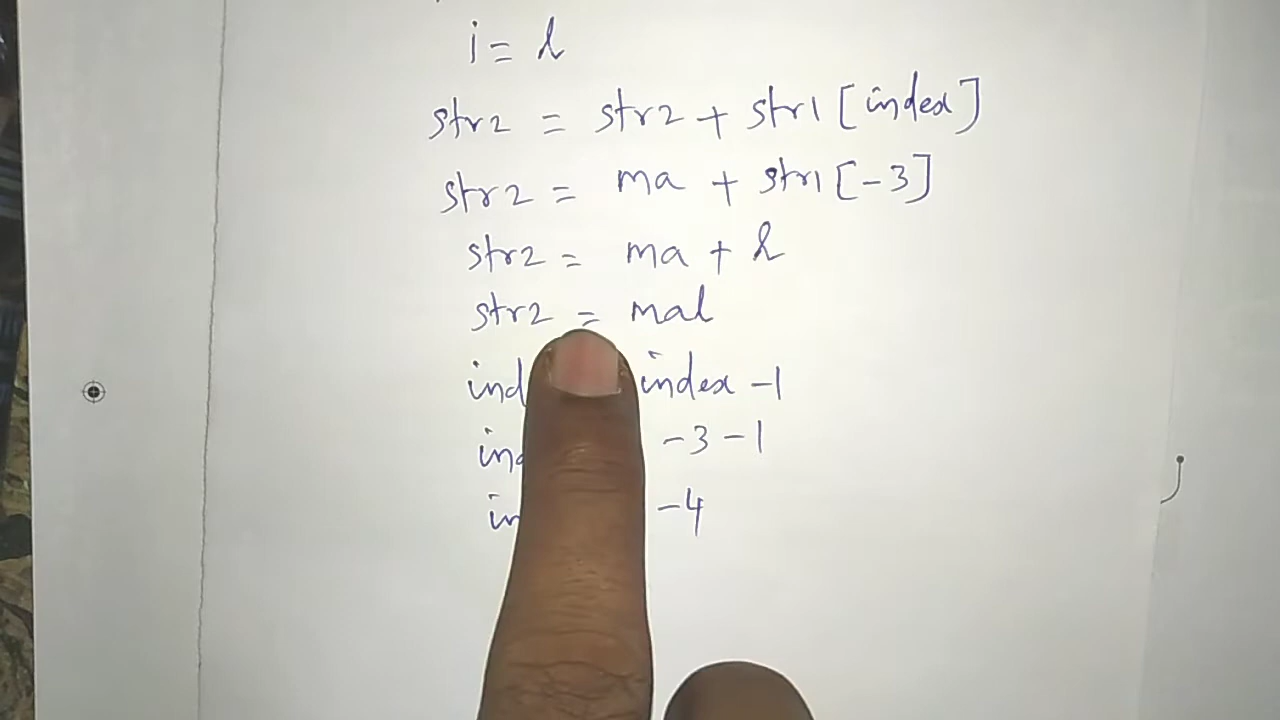 i = l
str2 = str2 + str1 [index]
str2 = ma + str1 [-3]
str2 = ma + l
str2 = mal
index -1
-3 -1
-4